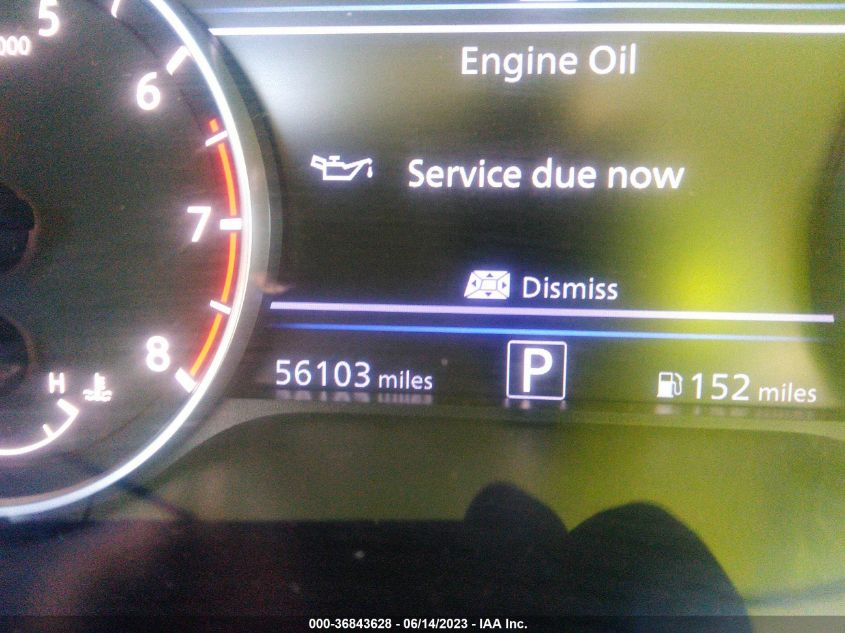 5
000
6
7
8
H
Engine Oil
Service due now
Dismiss
56103 miles
P
152 miles
000-36843628 - 06/14/2023 - IAA Inc.